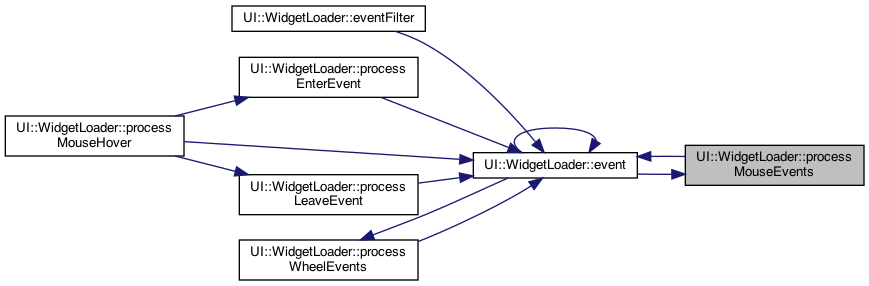 UI::WidgetLoader::eventFilter
UI::WidgetLoader::process
EnterEvent
UI::WidgetLoader::process
MouseHover
UI::WidgetLoader::event
UI::WidgetLoader::process
MouseEvents
UI::WidgetLoader::process
LeaveEvent
UI::WidgetLoader::process
WheelEvents